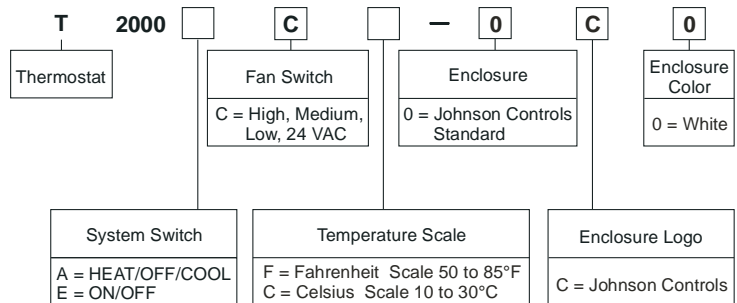 T 2000 C – 0 C 0
Thermostat
Fan Switch
C = High, Medium,
Low, 24 VAC
Enclosure
0 = Johnson Controls
Standard
Enclosure
Color
0 = White
System Switch
A = HEAT/OFF/COOL
E = ON/OFF
Temperature Scale
F = Fahrenheit Scale 50 to 85°F
C = Celsius Scale 10 to 30°C
Enclosure Logo
C = Johnson Controls